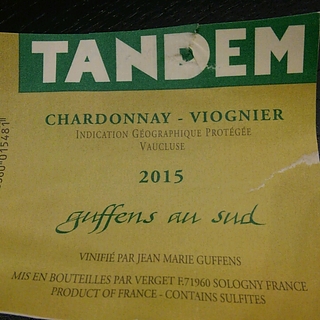 TANDEM
CHARDONNAY - VIOGNIER
INDICATION GÉOGRAPHIQUE PROTÉGÉE
VAUCLUSE
2015
guffens au sud
VINIFIÉ PAR JEAN MARIE GUFFENS
MIS EN BOUTEILLES PAR VERGET F.71960 SOLOGNY FRANCE
PRODUCT OF FRANCE - CONTAINS SULFITES